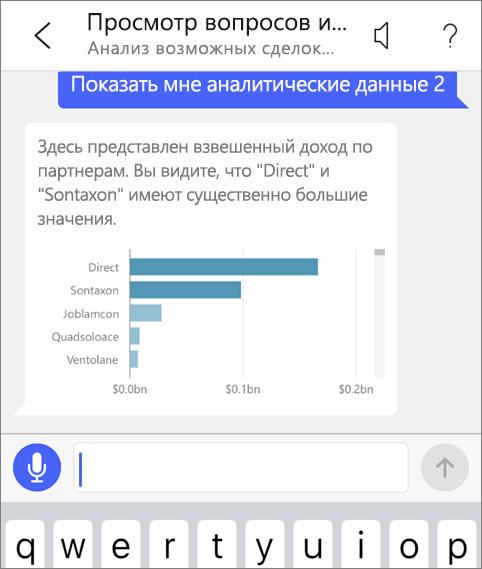 Просмотр вопросов и...
Анализ возможных сделок...
?
Показать мне аналитические данные 2
Здесь представлен взвешенный доход по
партнерам. Вы видите, что "Direct" и
"Sontaxon" имеют существенно большие
значения.
Direct
Sontaxon
Joblamcon
Quadsoloace
Ventolane
$0.0bn $0.1bn $0.2bn
q w e r t y u i o p